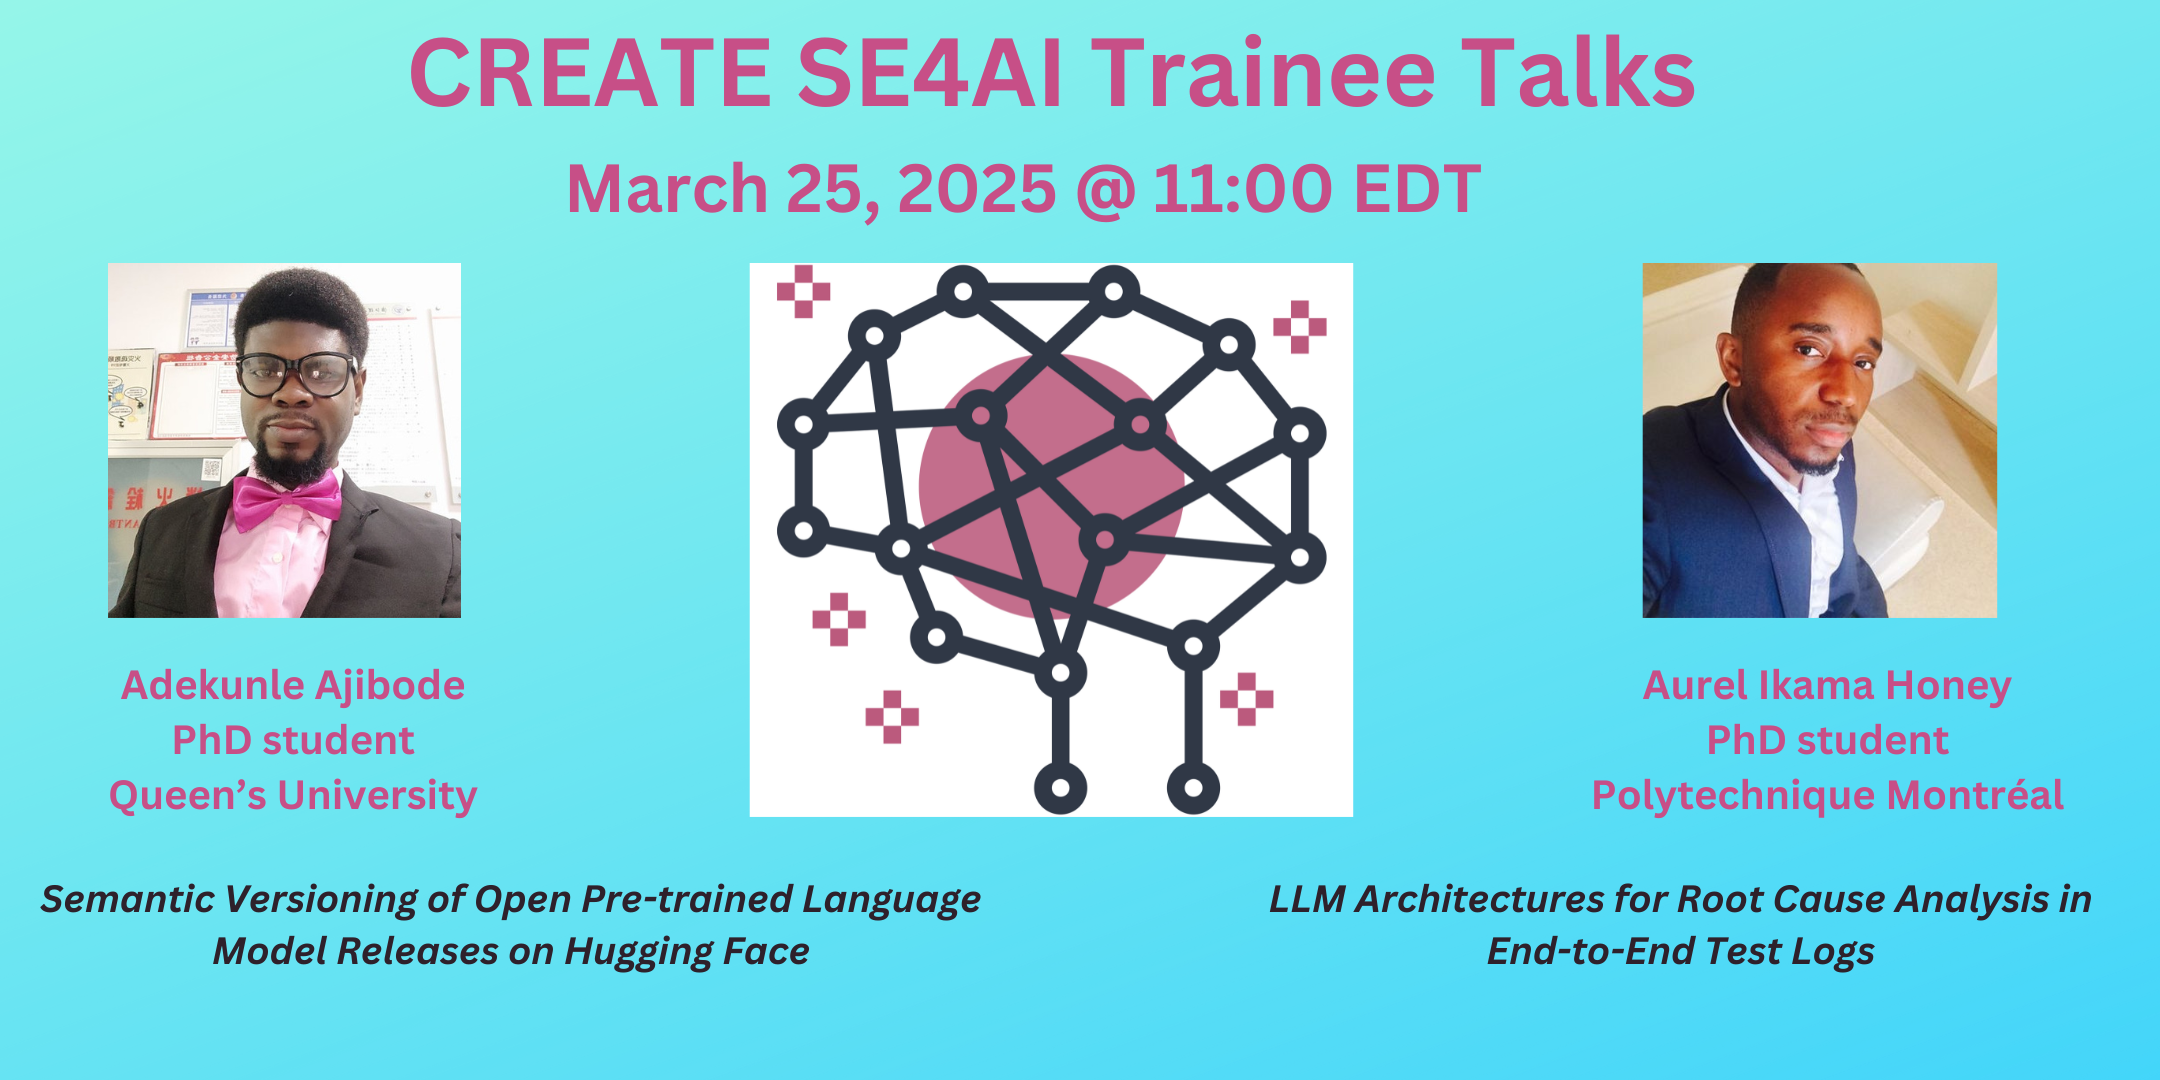 CREATE SE4AI Trainee Talks
March 25, 2025 @ 11:00 EDT
Adekunle Ajibode
PhD student
Queen’s University
Aurel Ikama Honey
PhD student
Polytechnique Montréal
Semantic Versioning of Open Pre-trained Language
Model Releases on Hugging Face
LLM Architectures for Root Cause Analysis in
End-to-End Test Logs